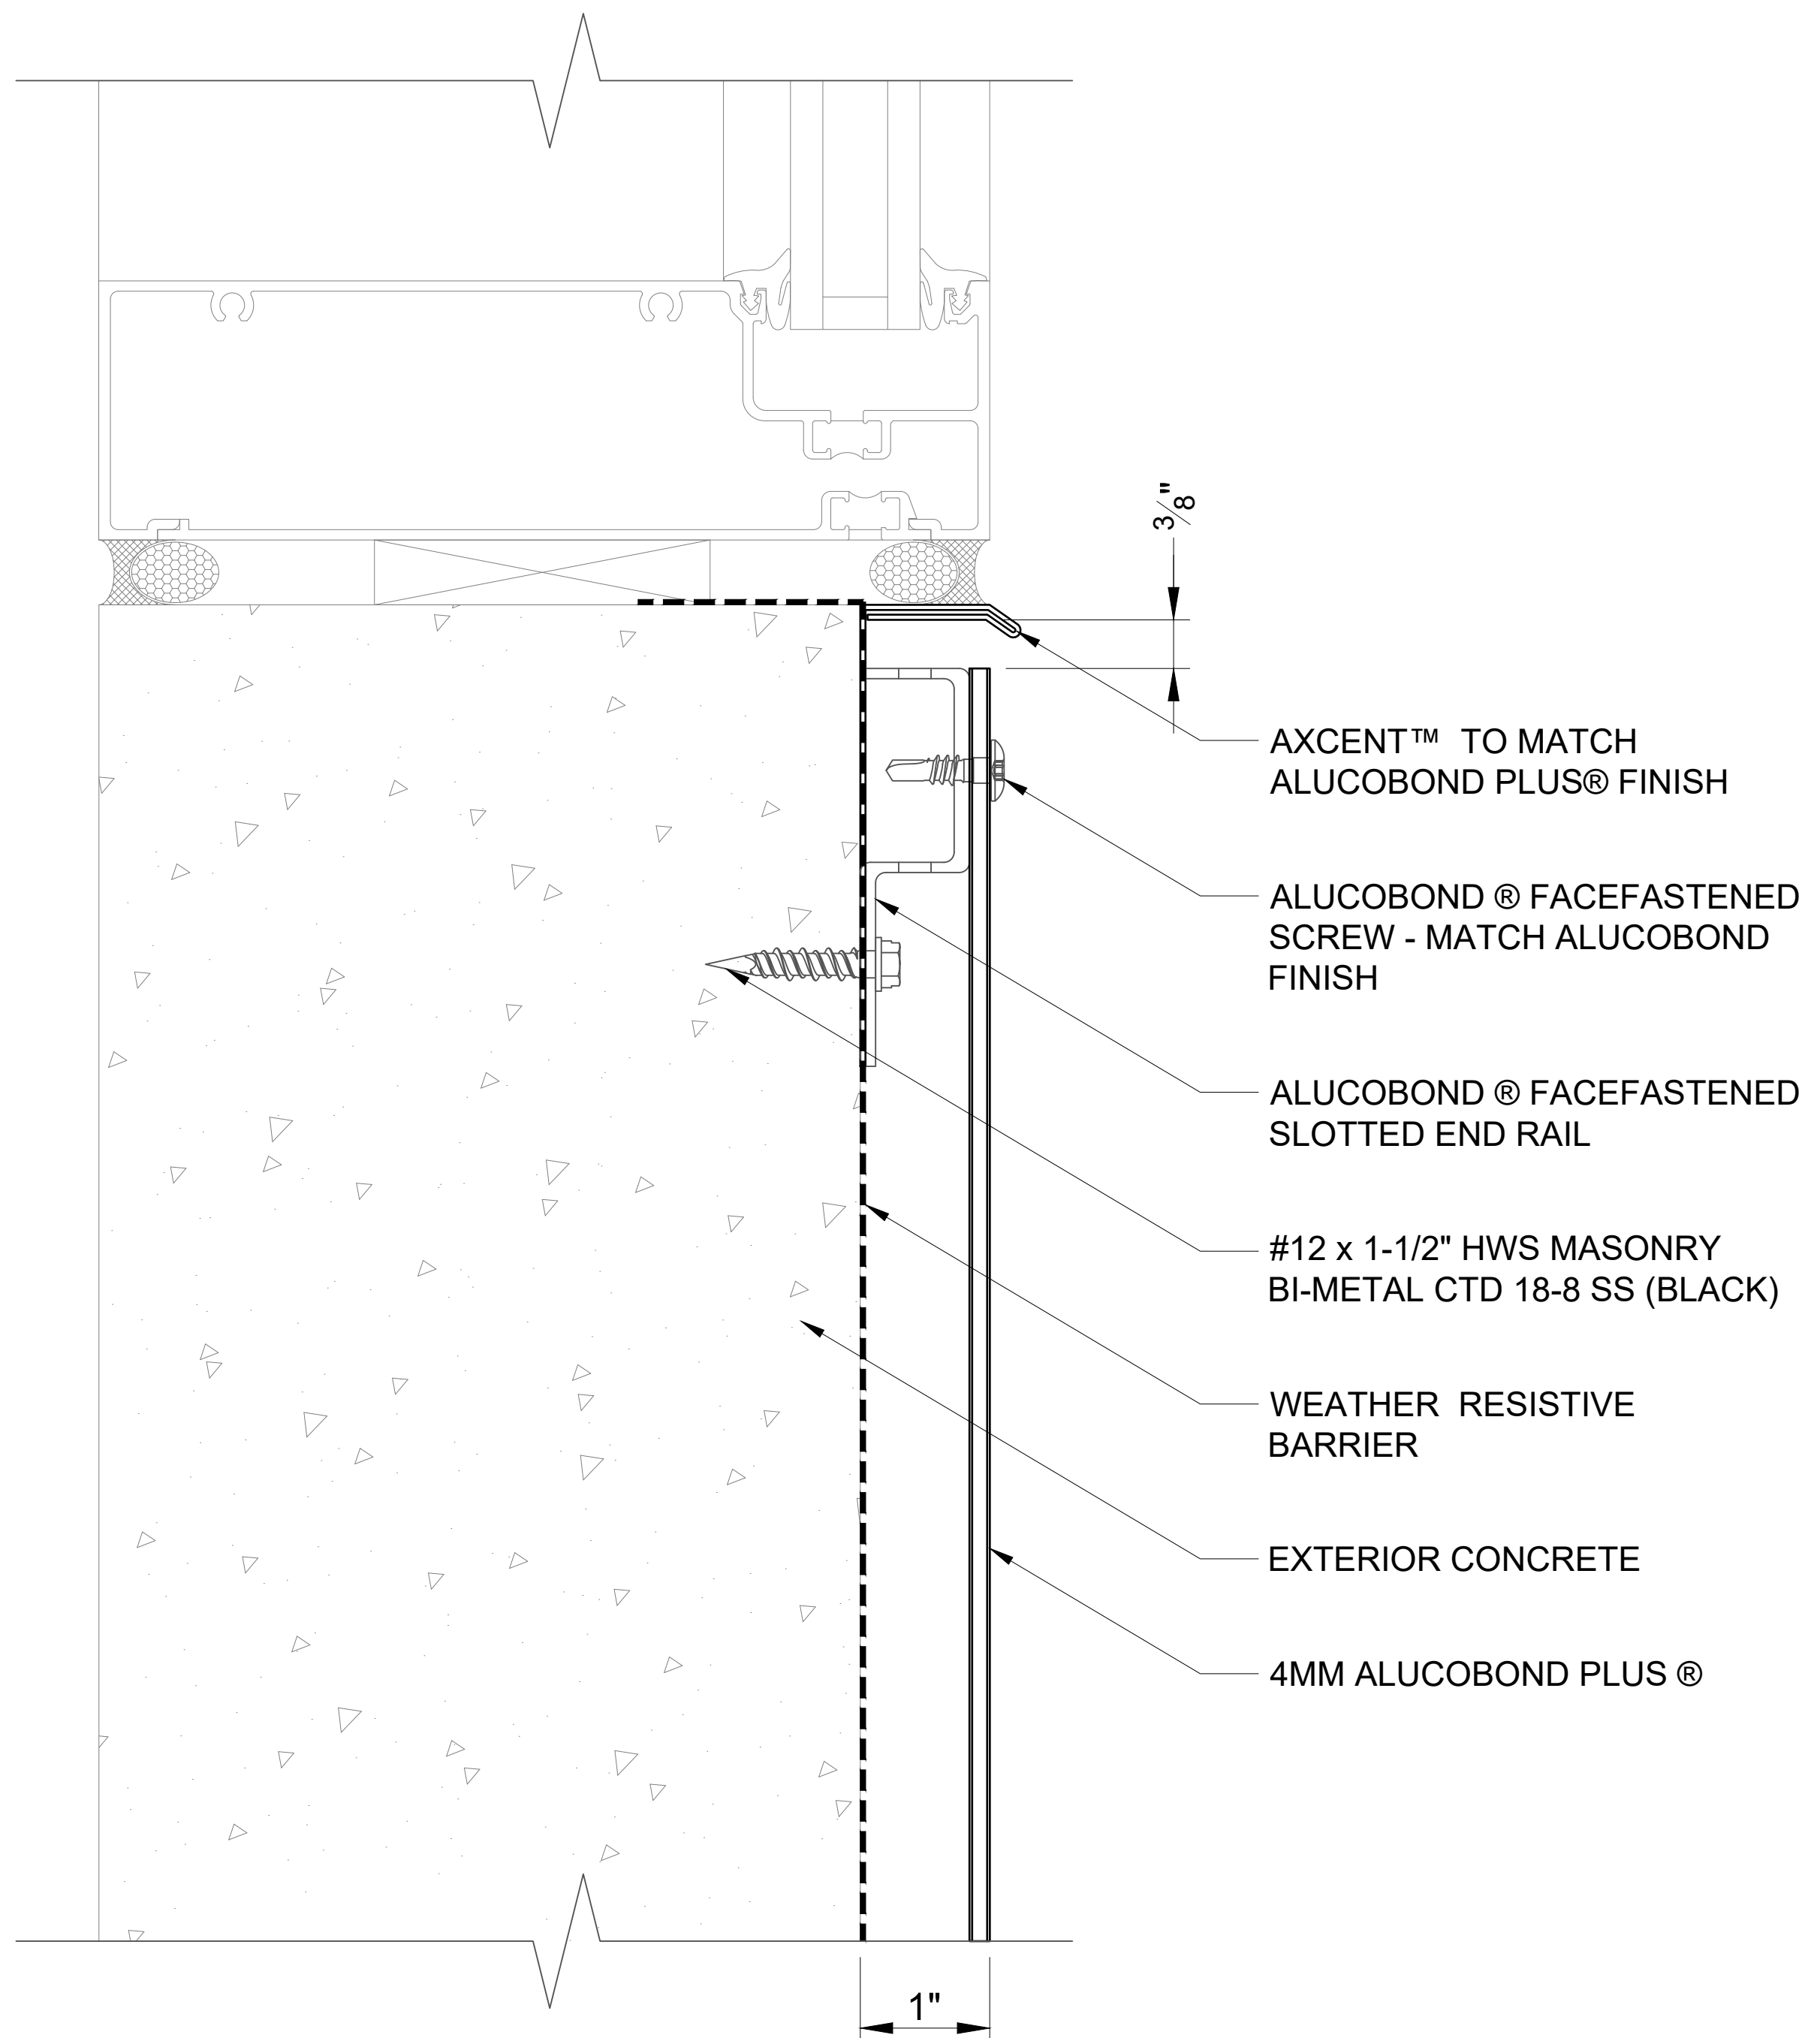 3/8"
AXCENT™ TO MATCH
ALUCOBOND PLUS® FINISH
ALUCOBOND ® FACEFASTENED
SCREW - MATCH ALUCOBOND
FINISH
ALUCOBOND ® FACEFASTENED
SLOTTED END RAIL
#12 x 1-1/2" HWS MASONRY
BI-METAL CTD 18-8 SS (BLACK)
WEATHER RESISTIVE
BARRIER
EXTERIOR CONCRETE
4MM ALUCOBOND PLUS ®
1"